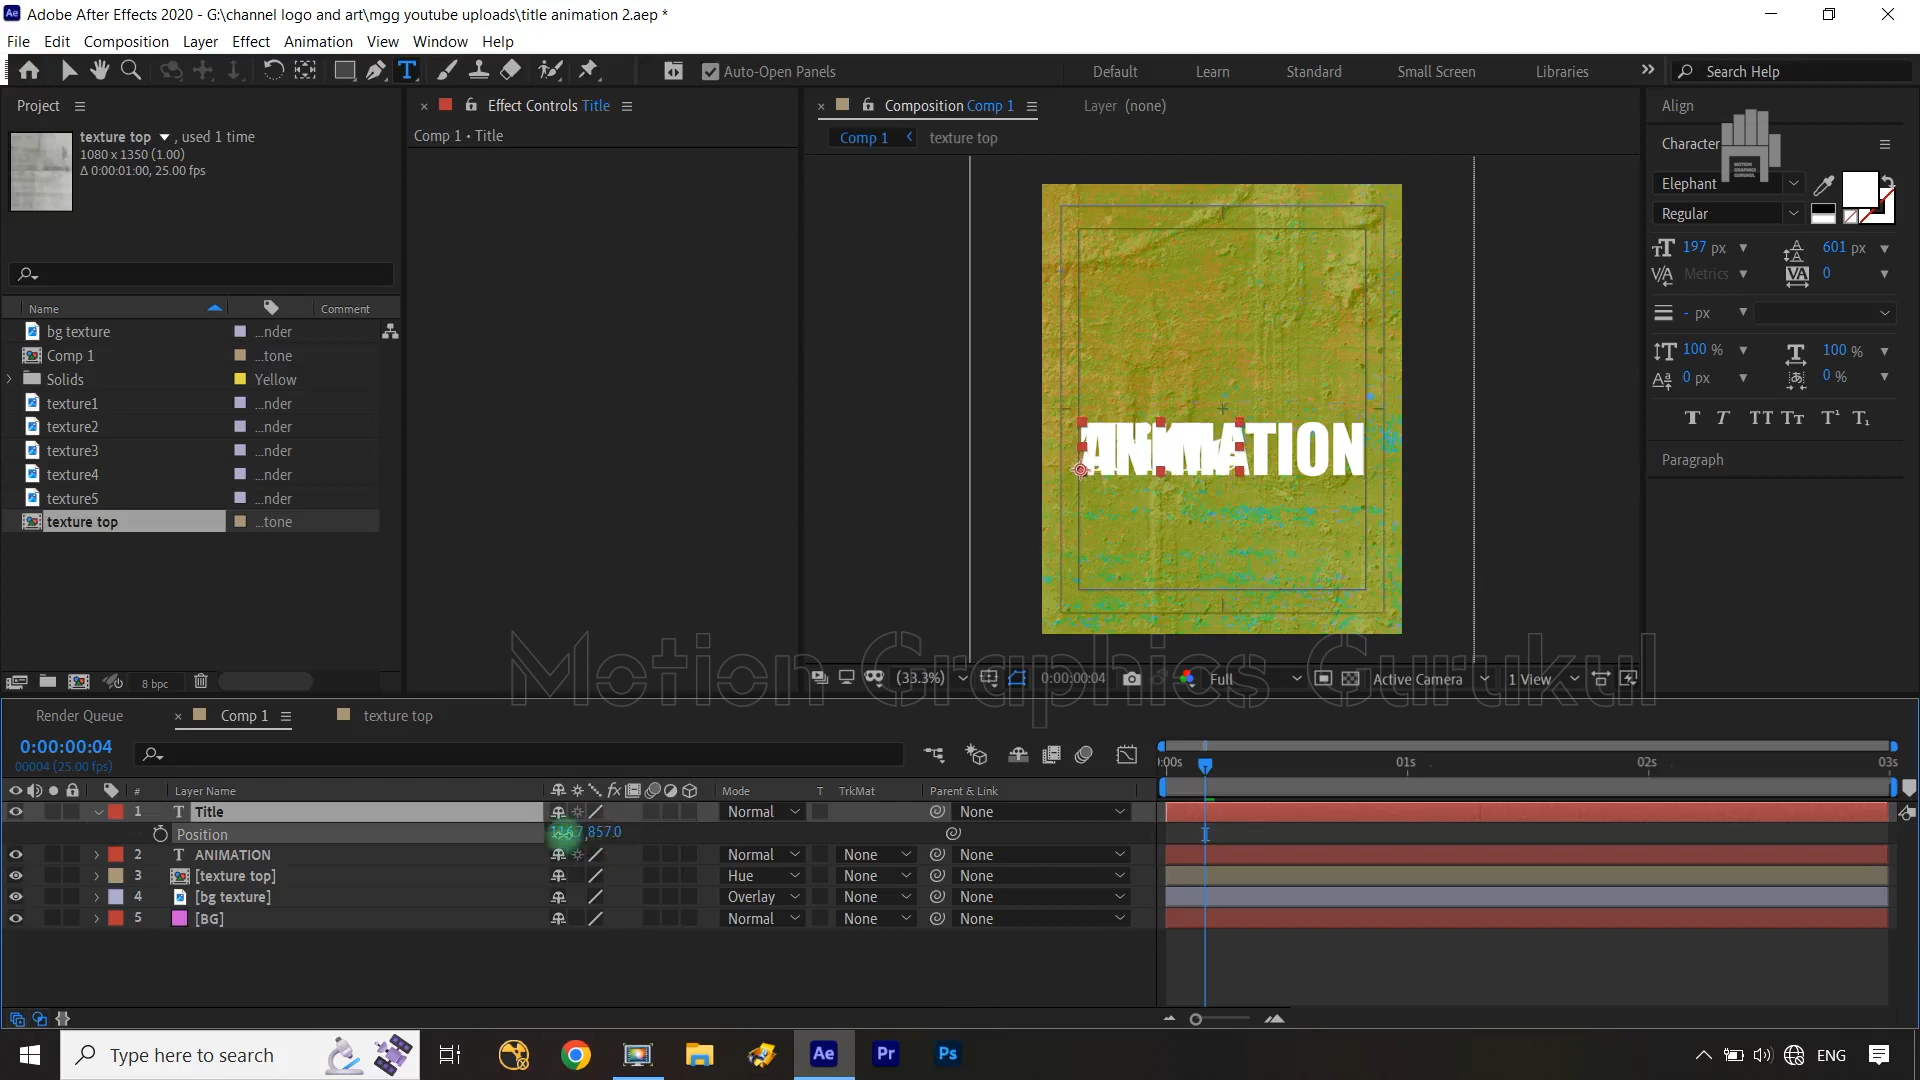 Adobe After Effects 2020 - G:\channel logo and art\mgg youtube uploads\title animation 2.aep *
File Edit Composition Layer Effect Animation View Window Help
Auto-Open Panels Default Learn Standard Small Screen Libraries Search Help
Project
texture top , used 1 time
1080 x 1350 (1.00)
Δ 0:00:01:00, 25.00 fps
Name Comment
bg texture ...nder
Comp 1 ...tone
Solids Yellow
texture1 ...nder
texture2 ...nder
texture3 ...nder
texture4 ...nder
texture5 ...nder
texture top ...tone
8 bpc
Effect Controls Title
Comp 1 • Title
Composition Comp 1 Layer (none)
Comp 1 texture top
ANIMATION
(33.3%) 0:00:00:04 Full Active Camera 1 View
Motion Graphics Gurukul
Align
Character
MOTION GRAPHICS GURUKUL
Elephant
Regular
197 px 601 px
Metrics 0
- px
100 % 100 %
0 px 0 %
Paragraph
Render Queue Comp 1 texture top
0:00:00:04
00004 (25.00 fps)
:00s 01s 02s 03s
# Layer Name Mode T TrkMat Parent & Link
1 T Title Normal None
Position ,857.0
2 T ANIMATION Normal None None
3 [texture top] Hue None None
4 [bg texture] Overlay None None
5 [BG] Normal None None
Type here to search Ae Pr Ps ENG